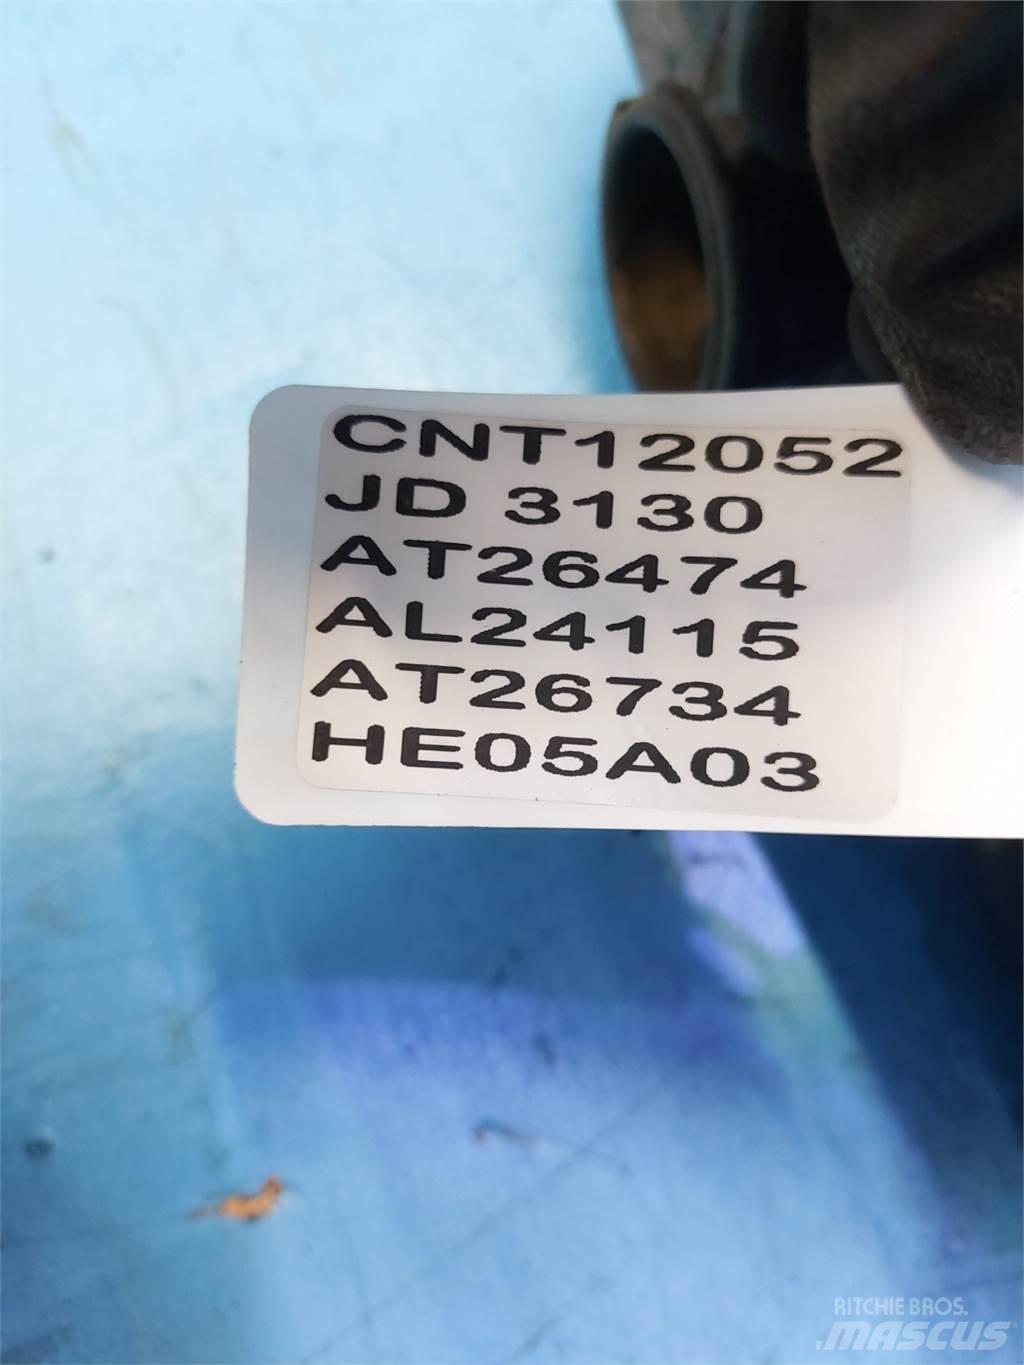 CNT12052
JD 3130
AT26474
AL24115
AT26734
HE05A03
RITCHIE BROS.
MASCUS